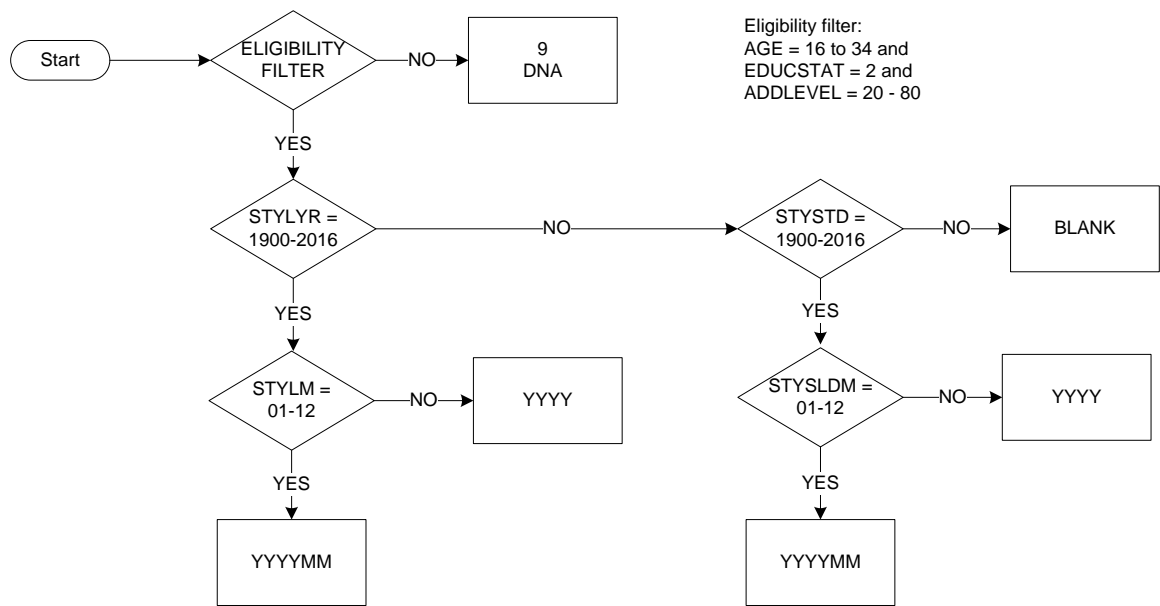 Start
ELIGIBILITY
FILTER
NO
9
DNA
Eligibility filter:
AGE = 16 to 34 and
EDUCSTAT = 2 and
ADDLEVEL = 20 - 80
YES
STYLYR =
1900-2016
NO
STYSTD =
1900-2016
NO
BLANK
YES
YES
STYLM =
01-12
NO
YYYY
STYSLDM =
01-12
NO
YYYY
YES
YES
YYYYMM
YYYYMM